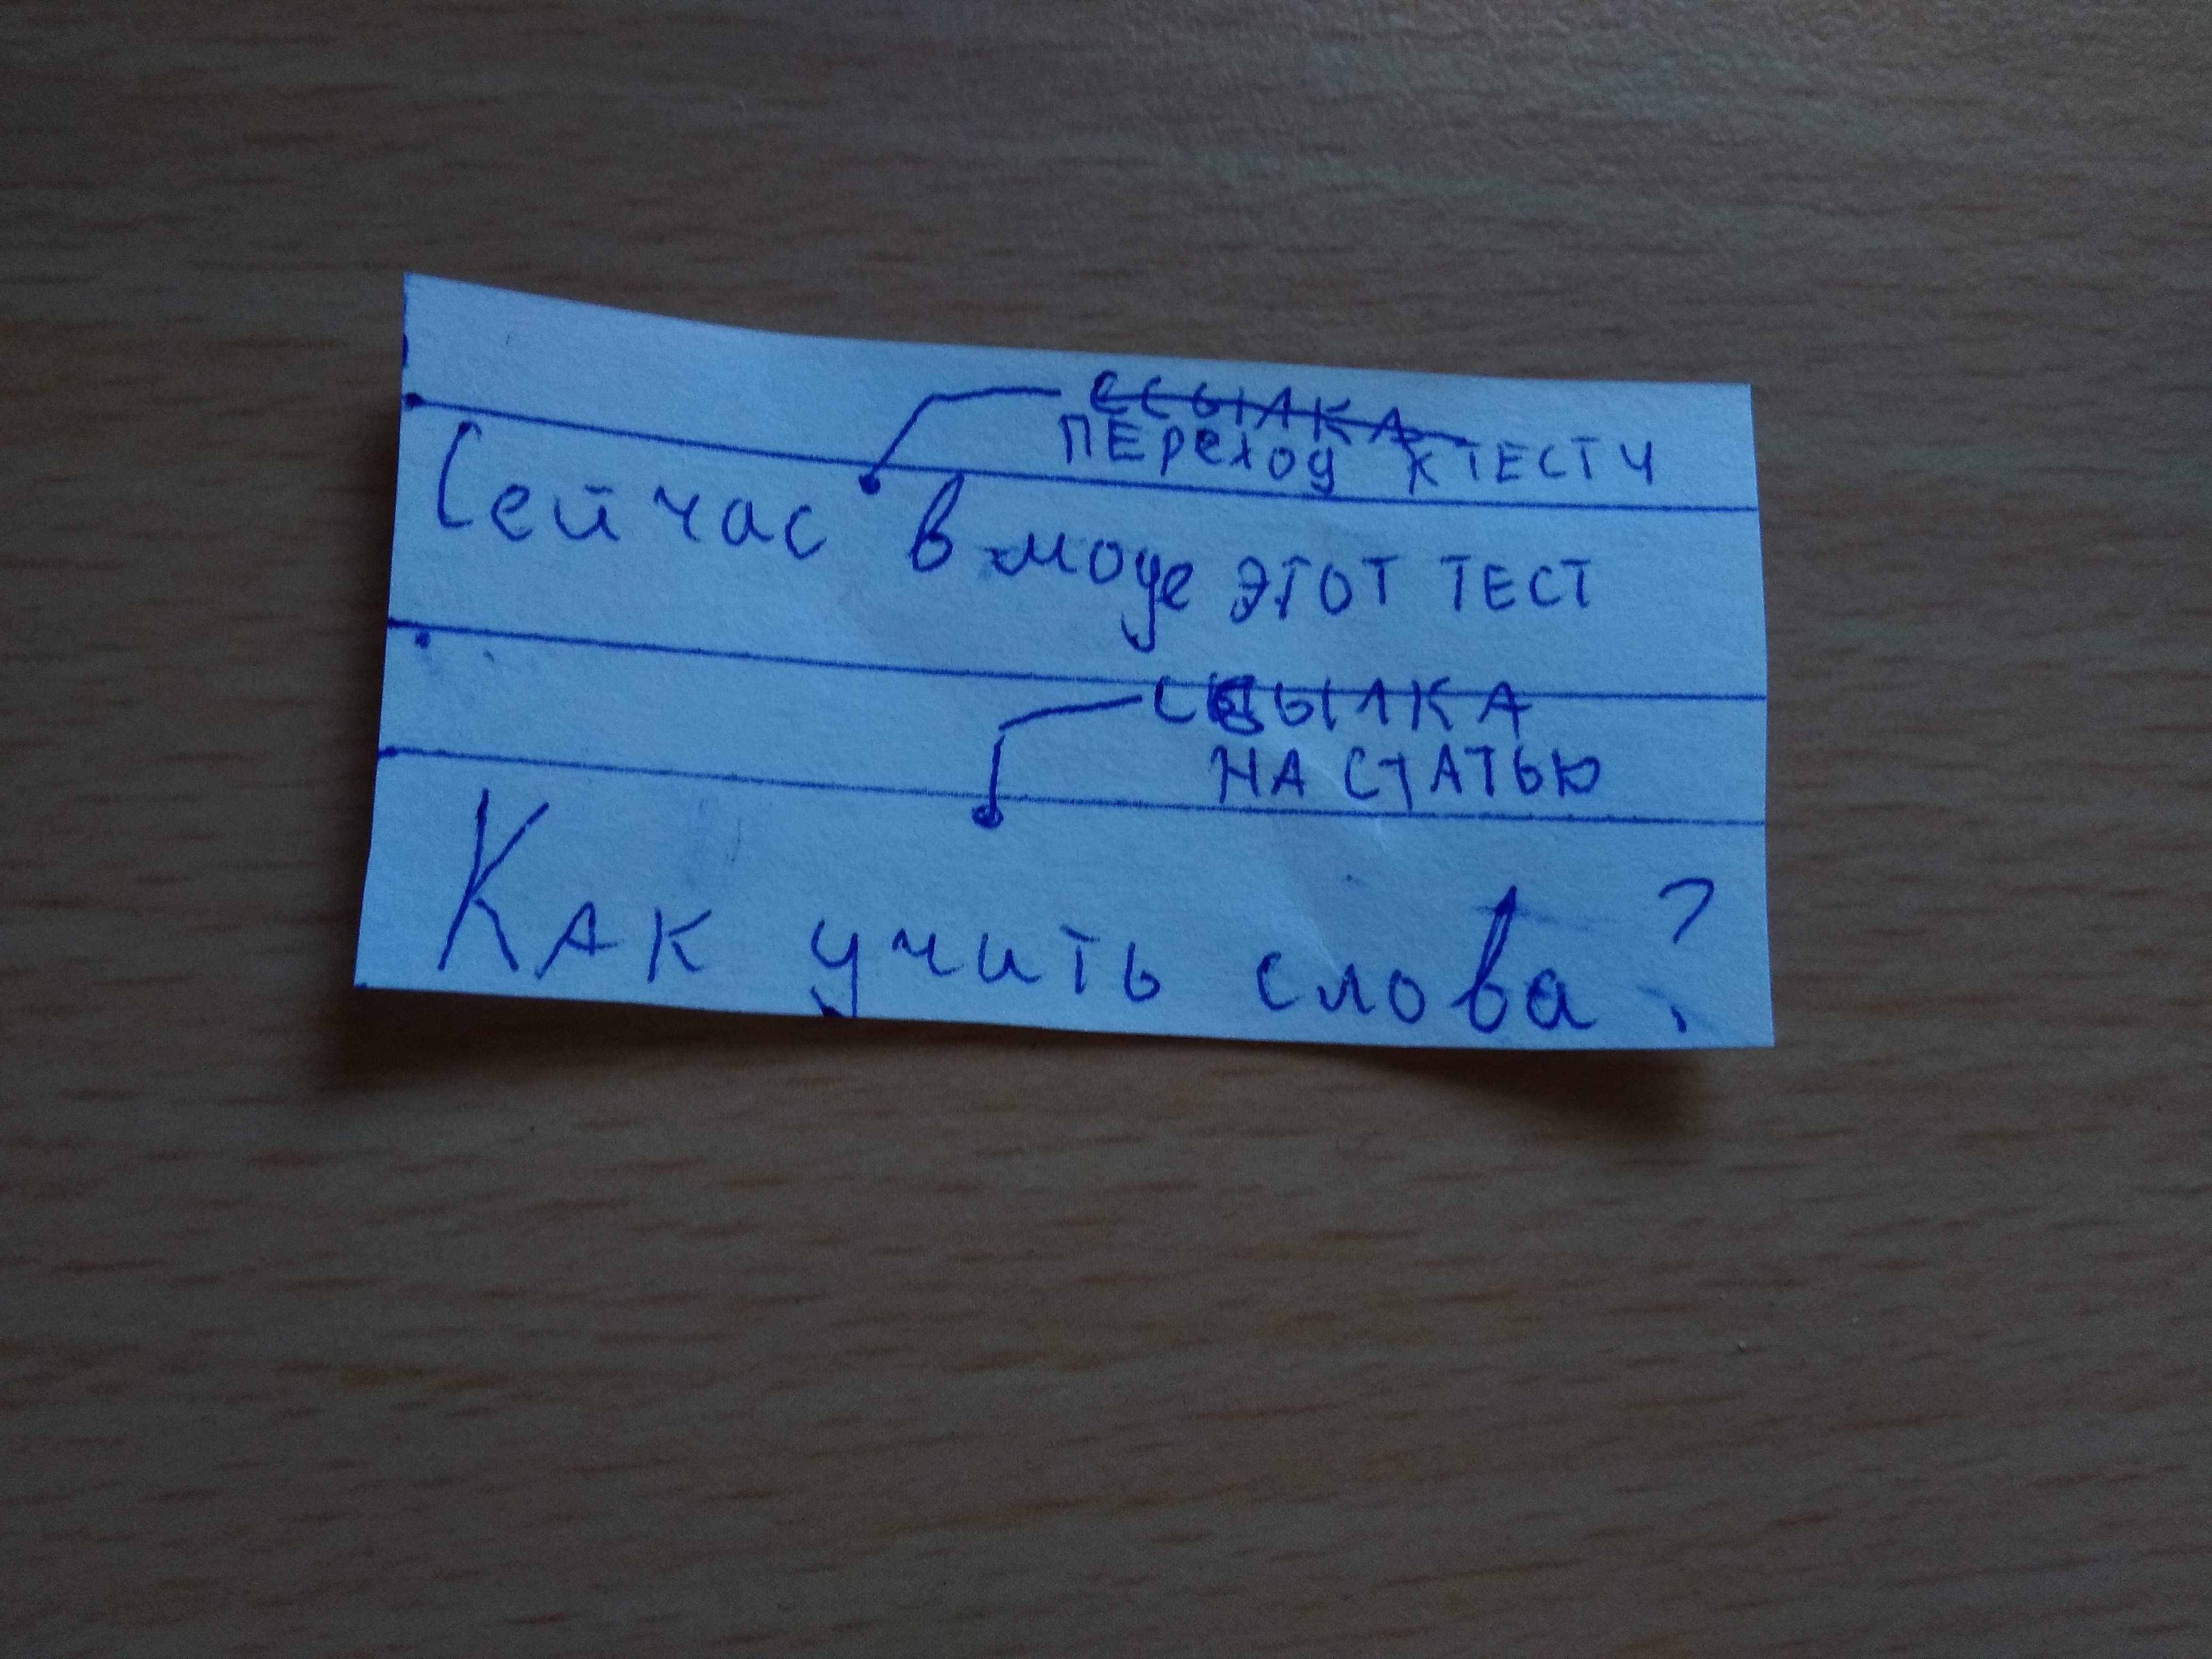 ССЫЛКА
ПЕРеход К ТЕСТУ
Сейчас в моде ЭТОТ ТЕСТ
ССЫЛКА
НА СТАТЬЮ
Как учить слова?